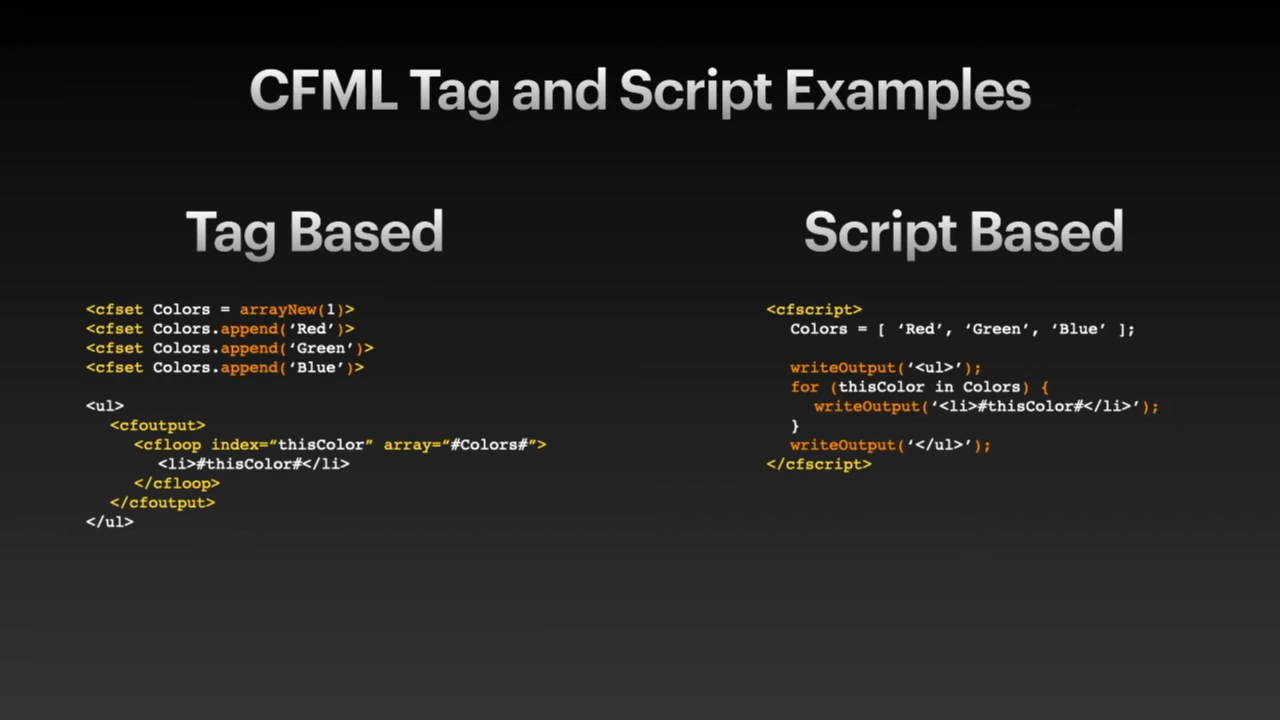 CFML Tag and Script Examples
Tag Based
<cfset Colors = arrayNew(1)>
<cfset Colors.append(‘Red’)>
<cfset Colors.append(‘Green’)>
<cfset Colors.append(‘Blue’)>
<ul>
<cfoutput>
<cfloop index=“thisColor” array=“#Colors#”>
<li>#thisColor#</li>
</cfloop>
</cfoutput>
</ul>
Script Based
<cfscript>
Colors = [ ‘Red’, ‘Green’, ‘Blue’ ];
writeOutput(‘<ul>’);
for (thisColor in Colors) {
writeOutput(‘<li>#thisColor#</li>’);
}
writeOutput(‘</ul>’);
</cfscript>